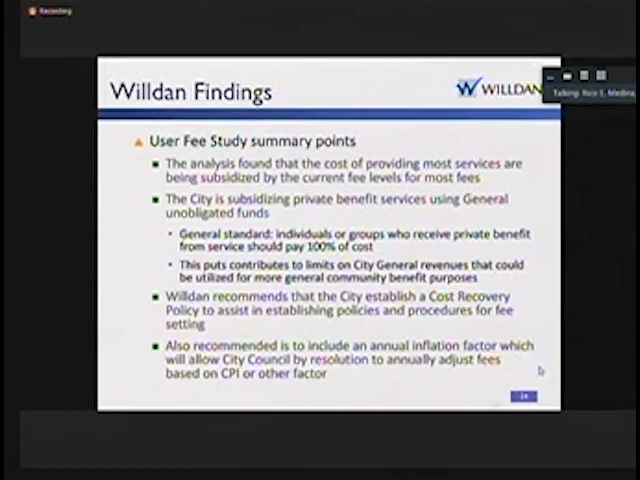 Recording
Willdan Findings
WILLDAN
Talking: Rico E. Medina
User Fee Study summary points
The analysis found that the cost of providing most services are
being subsidized by the current fee levels for most fees
The City is subsidizing private benefit services using General
unobligated funds
General standard: individuals or groups who receive private benefit
from service should pay 100% of cost
This puts contributes to limits on City General revenues that could
be utilized for more general community benefit purposes
Willdan recommends that the City establish a Cost Recovery
Policy to assist in establishing policies and procedures for fee
setting
Also recommended is to include an annual inflation factor which
will allow City Council by resolution to annually adjust fees
based on CPI or other factor
24